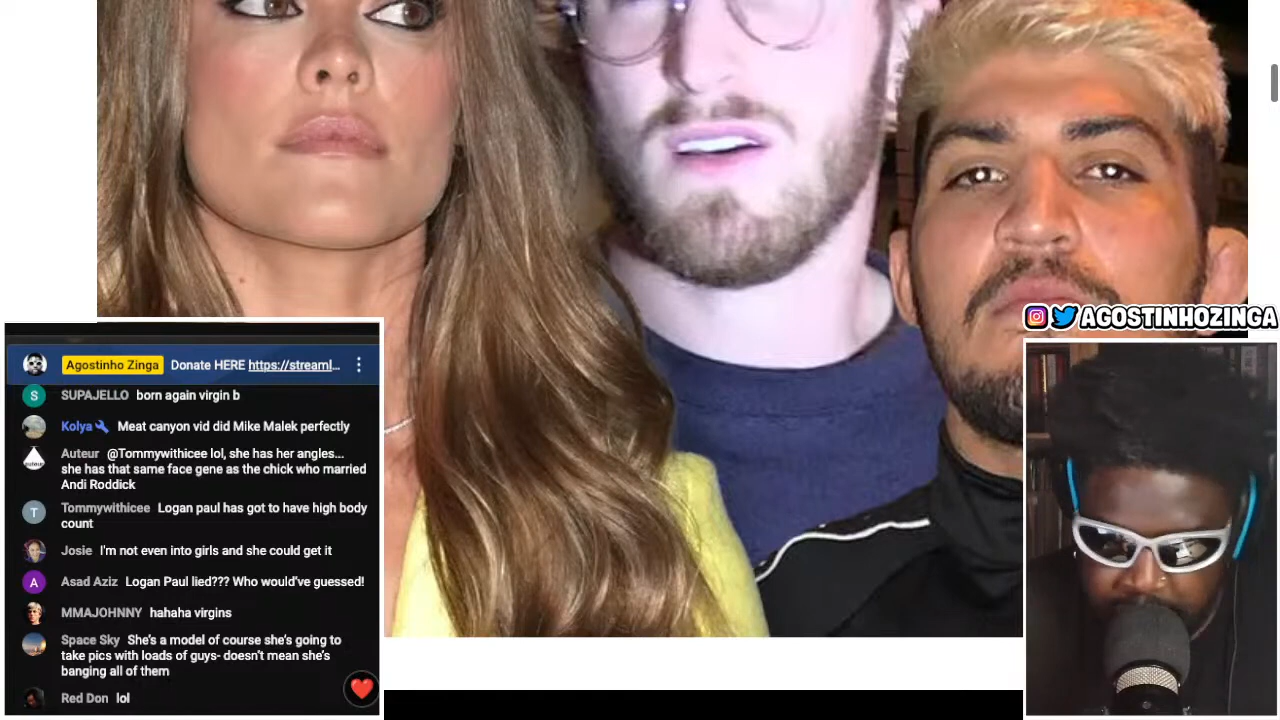 AGOSTINHOZINGA
Agostinho Zinga Donate HERE https://streaml...
S SUPAJELLO born again virgin b
Kolya Meat canyon vid did Mike Malek perfectly
Auteur @Tommywithicee lol, she has her angles...
she has that same face gene as the chick who married
Andi Roddick
T Tommywithicee Logan paul has got to have high body
count
Josie I'm not even into girls and she could get it
A Asad Aziz Logan Paul lied??? Who would've guessed!
MMAJOHNNY hahaha virgins
Space Sky She's a model of course she's going to
take pics with loads of guys- doesn't mean she's
banging all of them
Red Don lol